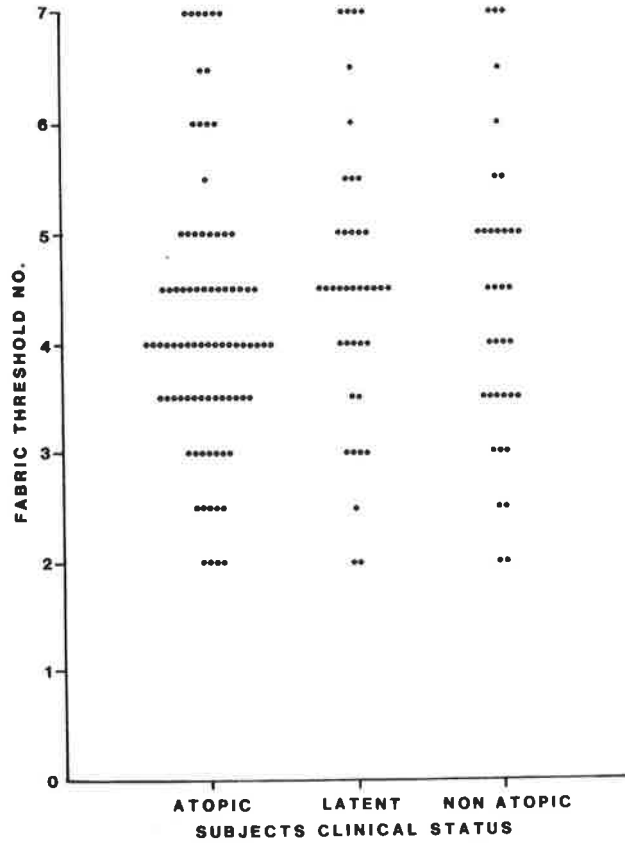 7
6
5
4
3
2
1
0
FABRIC THRESHOLD NO.
ATOPIC LATENT NON ATOPIC
SUBJECTS CLINICAL STATUS